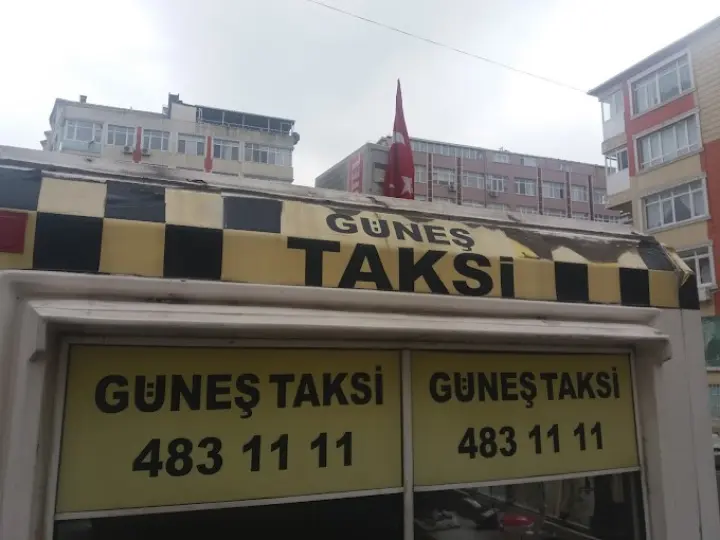 GÜNEŞ
TAKSİ
GÜNEŞ TAKSİ
483 11 11
GÜNEŞ TAKSİ
483 11 11